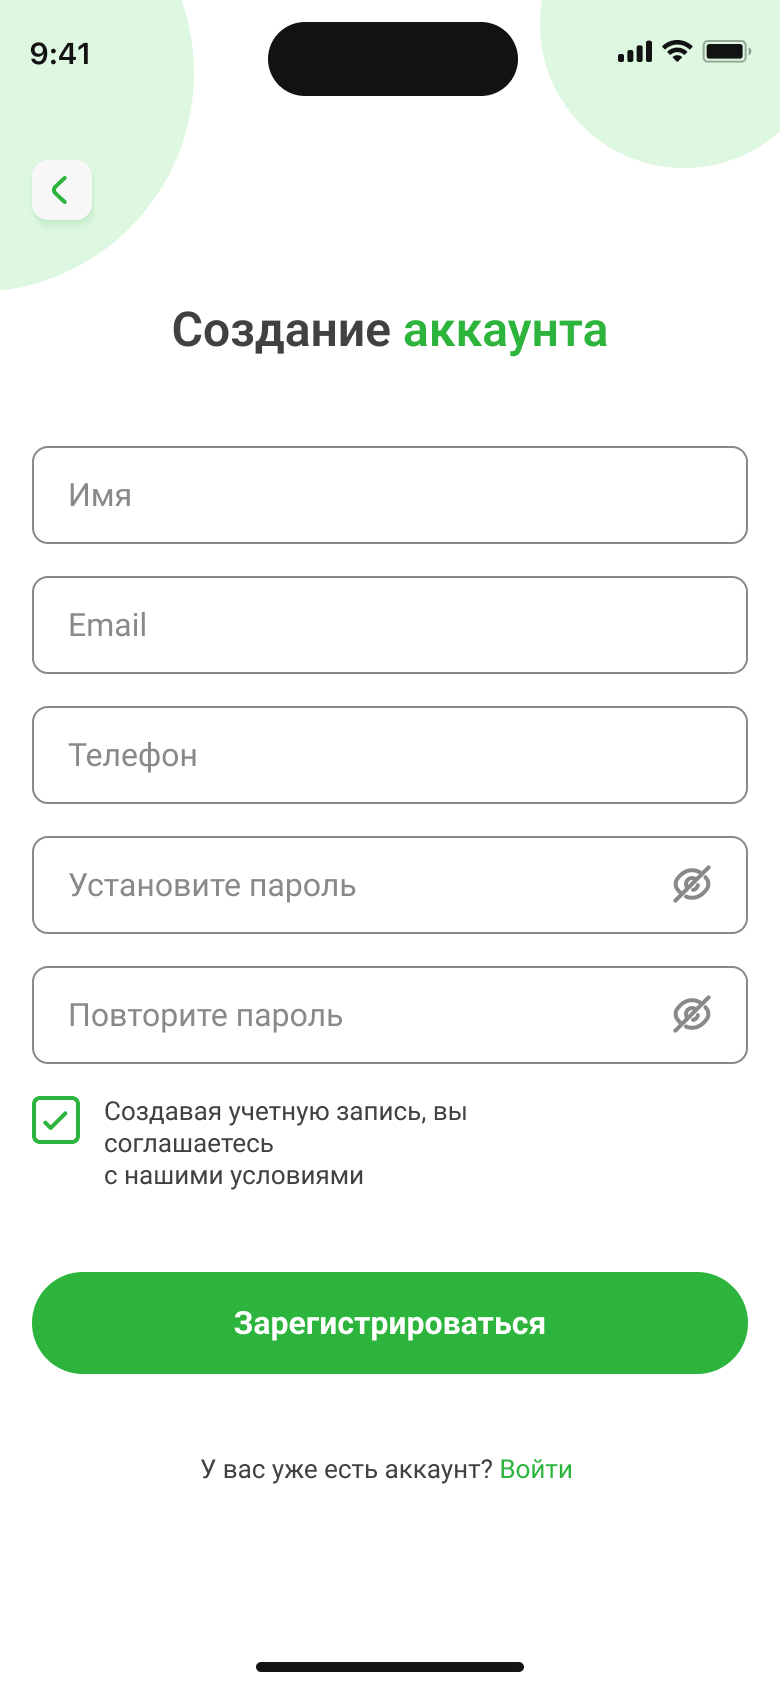 9:41
Создание аккаунта
Имя
Email
Телефон
Установите пароль
Повторите пароль
Создавая учетную запись, вы
соглашаетесь
с нашими условиями
Зарегистрироваться
У вас уже есть аккаунт? Войти